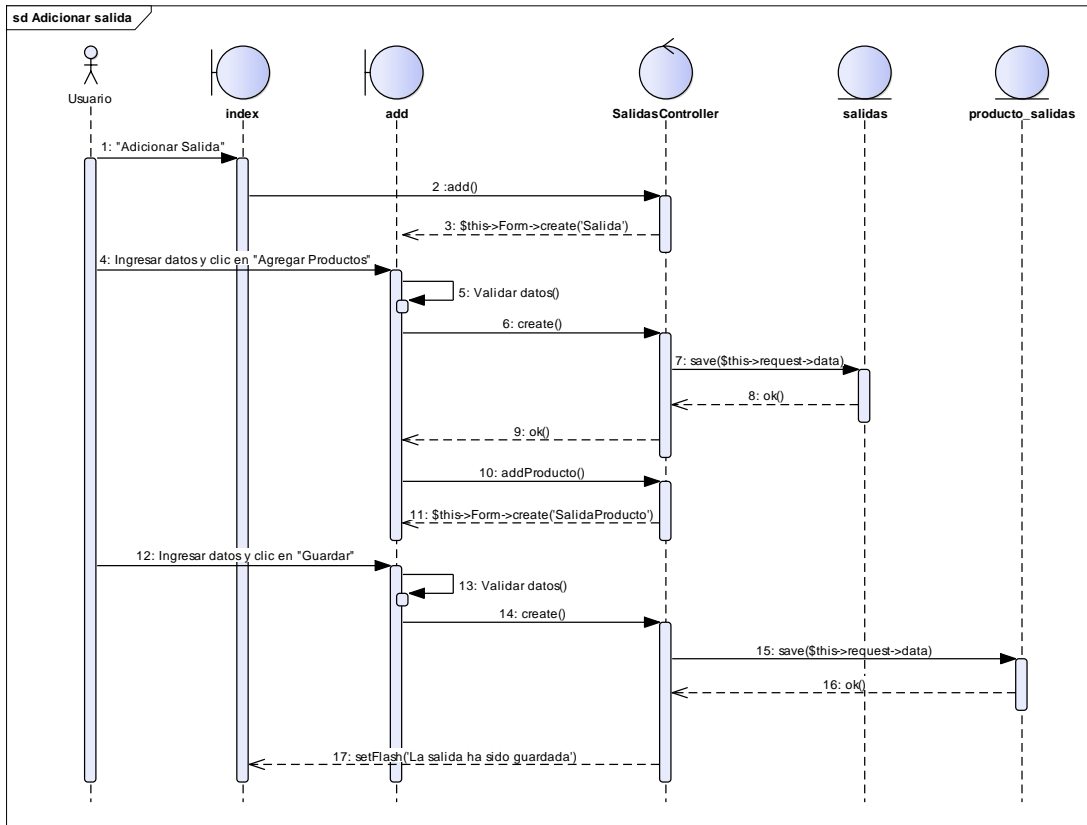 sd Adicionar salida
Usuario
index
add
SalidasController
salidas
producto_salidas
1: "Adicionar Salida"
2 :add()
3: $this->Form->create('Salida')
4: Ingresar datos y clic en "Agregar Productos"
5: Validar datos()
6: create()
7: save($this->request->data)
8: ok()
9: ok()
10: addProducto()
11: $this->Form->create('SalidaProducto')
12: Ingresar datos y clic en "Guardar"
13: Validar datos()
14: create()
15: save($this->request->data)
16: ok()
17: setFlash('La salida ha sido guardada')